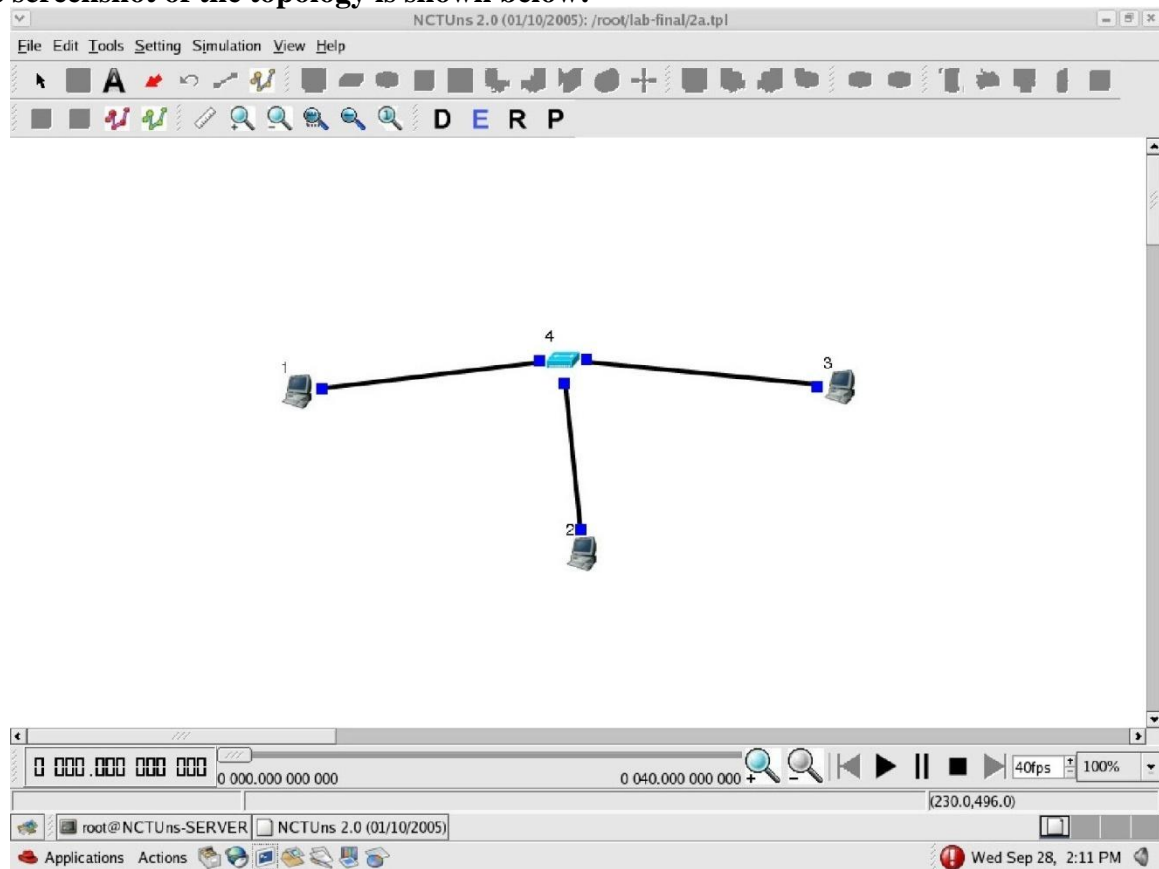 screenshot of the topology is shown below:
NCTUns 2.0 (01/10/2005): /root/lab-final/2a.tpl
File Edit Tools Setting Simulation View Help
A
D E R P
4
1
3
2
0 000.000 000 000
0 000.000 000 000
0 040.000 000 000
40fps
100%
(230.0,496.0)
root@NCTUns-SERVER
NCTUns 2.0 (01/10/2005)
Applications Actions
Wed Sep 28, 2:11 PM